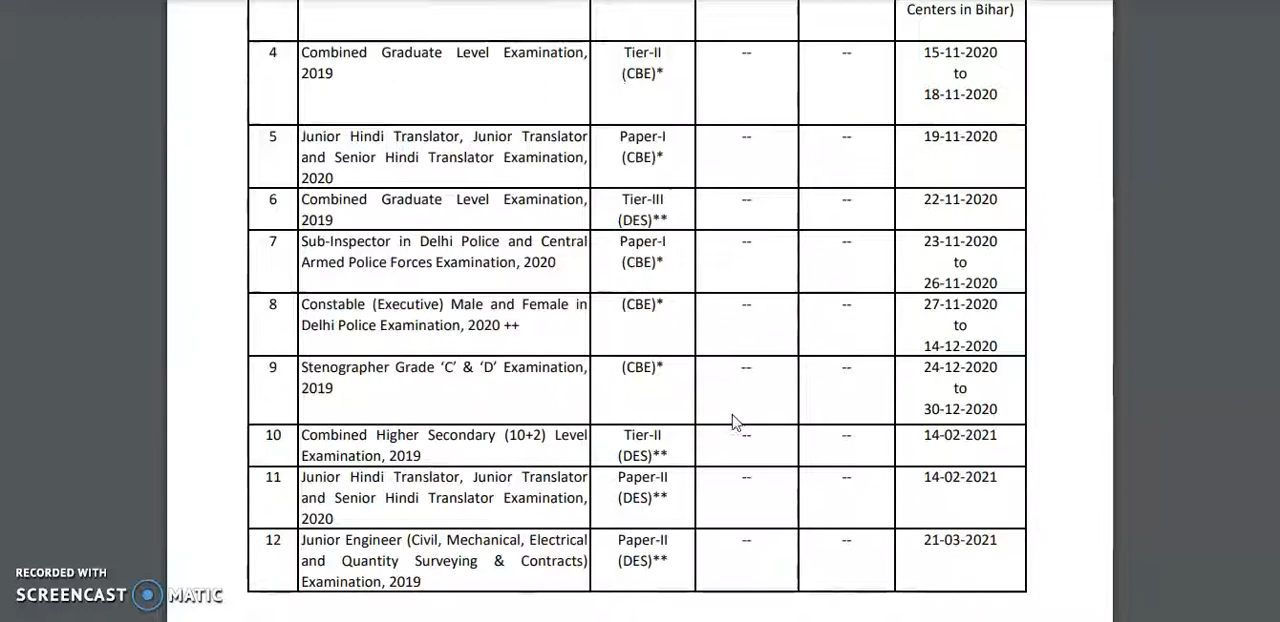 Centers in Bihar)
4 Combined Graduate Level Examination, Tier-II -- -- 15-11-2020
2019 (CBE)* to
18-11-2020
5 Junior Hindi Translator, Junior Translator Paper-I -- -- 19-11-2020
and Senior Hindi Translator Examination, (CBE)*
2020
6 Combined Graduate Level Examination, Tier-III -- -- 22-11-2020
2019 (DES)**
7 Sub-Inspector in Delhi Police and Central Paper-I -- -- 23-11-2020
Armed Police Forces Examination, 2020 (CBE)* to
26-11-2020
8 Constable (Executive) Male and Female in (CBE)* -- -- 27-11-2020
Delhi Police Examination, 2020 ++ to
14-12-2020
9 Stenographer Grade ‘C’ & ‘D’ Examination, (CBE)* -- -- 24-12-2020
2019 to
30-12-2020
10 Combined Higher Secondary (10+2) Level Tier-II -- -- 14-02-2021
Examination, 2019 (DES)**
11 Junior Hindi Translator, Junior Translator Paper-II -- -- 14-02-2021
and Senior Hindi Translator Examination, (DES)**
2020
12 Junior Engineer (Civil, Mechanical, Electrical Paper-II -- -- 21-03-2021
and Quantity Surveying & Contracts) (DES)**
Examination, 2019
RECORDED WITH
SCREENCAST MATIC